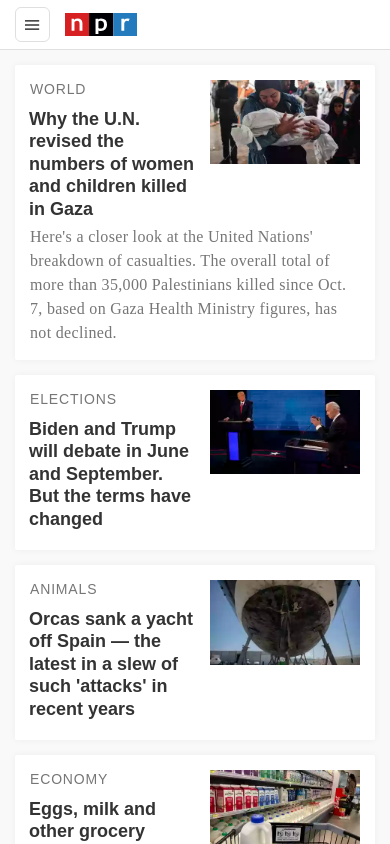 npr
WORLD
Why the U.N.
revised the
numbers of women
and children killed
in Gaza
Here's a closer look at the United Nations'
breakdown of casualties. The overall total of
more than 35,000 Palestinians killed since Oct.
7, based on Gaza Health Ministry figures, has
not declined.
ELECTIONS
Biden and Trump
will debate in June
and September.
But the terms have
changed
ANIMALS
Orcas sank a yacht
off Spain — the
latest in a slew of
such 'attacks' in
recent years
ECONOMY
Eggs, milk and
other grocery